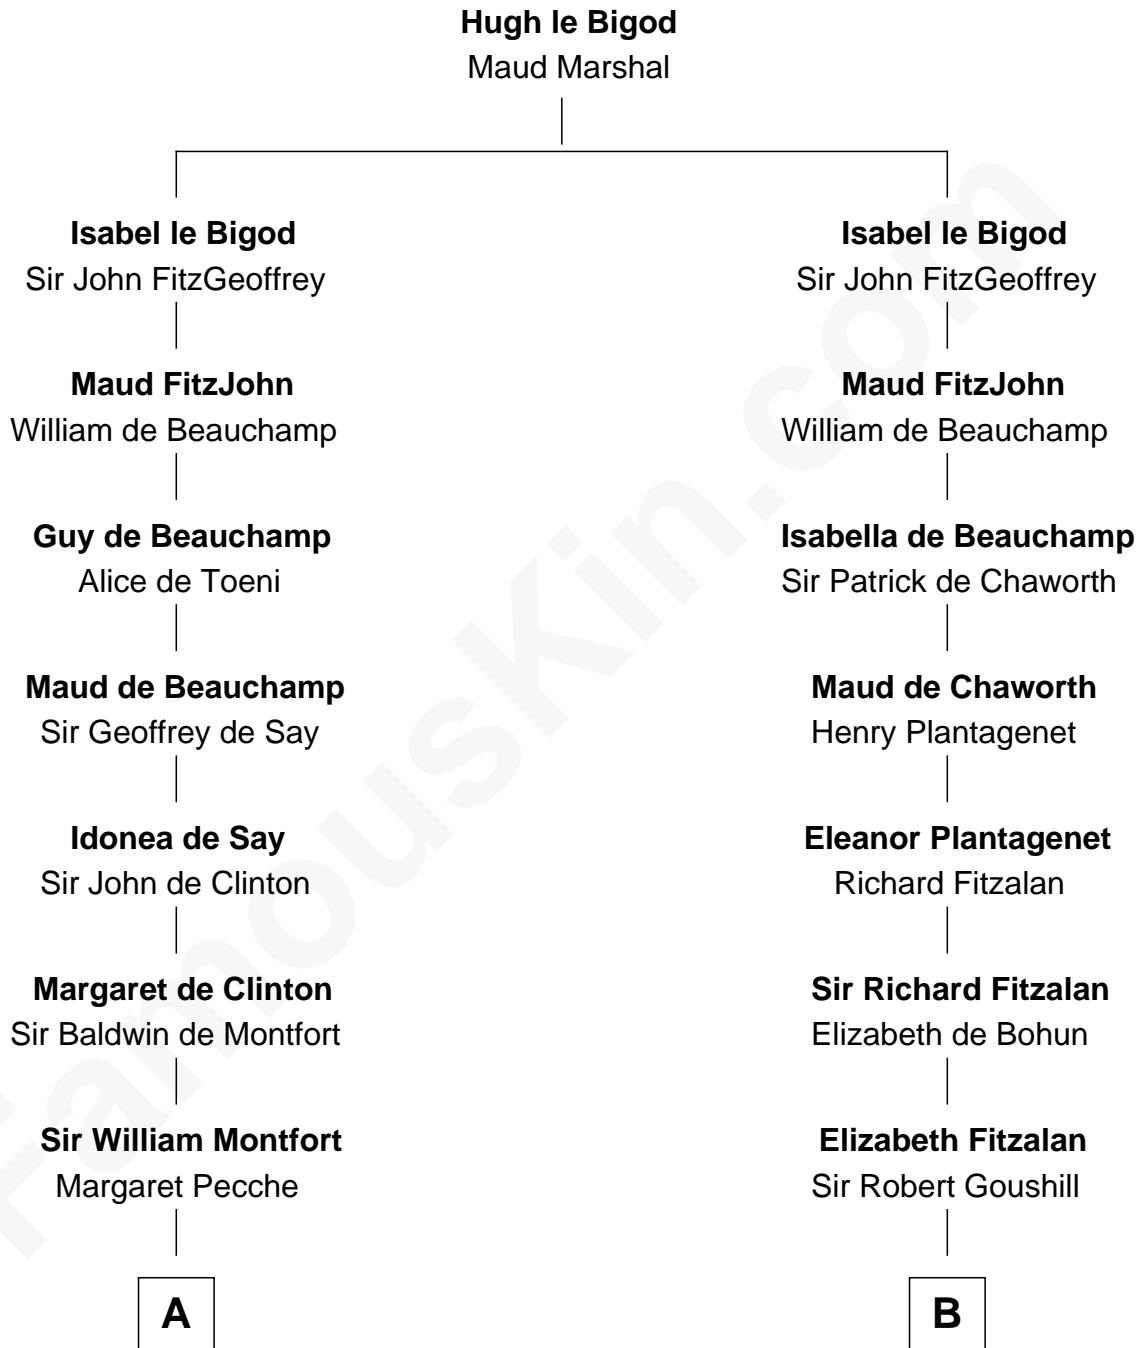 Hugh le Bigod
Maud Marshal
Isabel le Bigod
Sir John FitzGeoffrey
Maud FitzJohn
William de Beauchamp
Guy de Beauchamp
Alice de Toeni
Maud de Beauchamp
Sir Geoffrey de Say
Idonea de Say
Sir John de Clinton
Margaret de Clinton
Sir Baldwin de Montfort
Sir William Montfort
Margaret Pecche
A
Isabel le Bigod
Sir John FitzGeoffrey
Maud FitzJohn
William de Beauchamp
Isabella de Beauchamp
Sir Patrick de Chaworth
Maud de Chaworth
Henry Plantagenet
Eleanor Plantagenet
Richard Fitzalan
Sir Richard Fitzalan
Elizabeth de Bohun
Elizabeth Fitzalan
Sir Robert Goushill
B
FamousKin.com